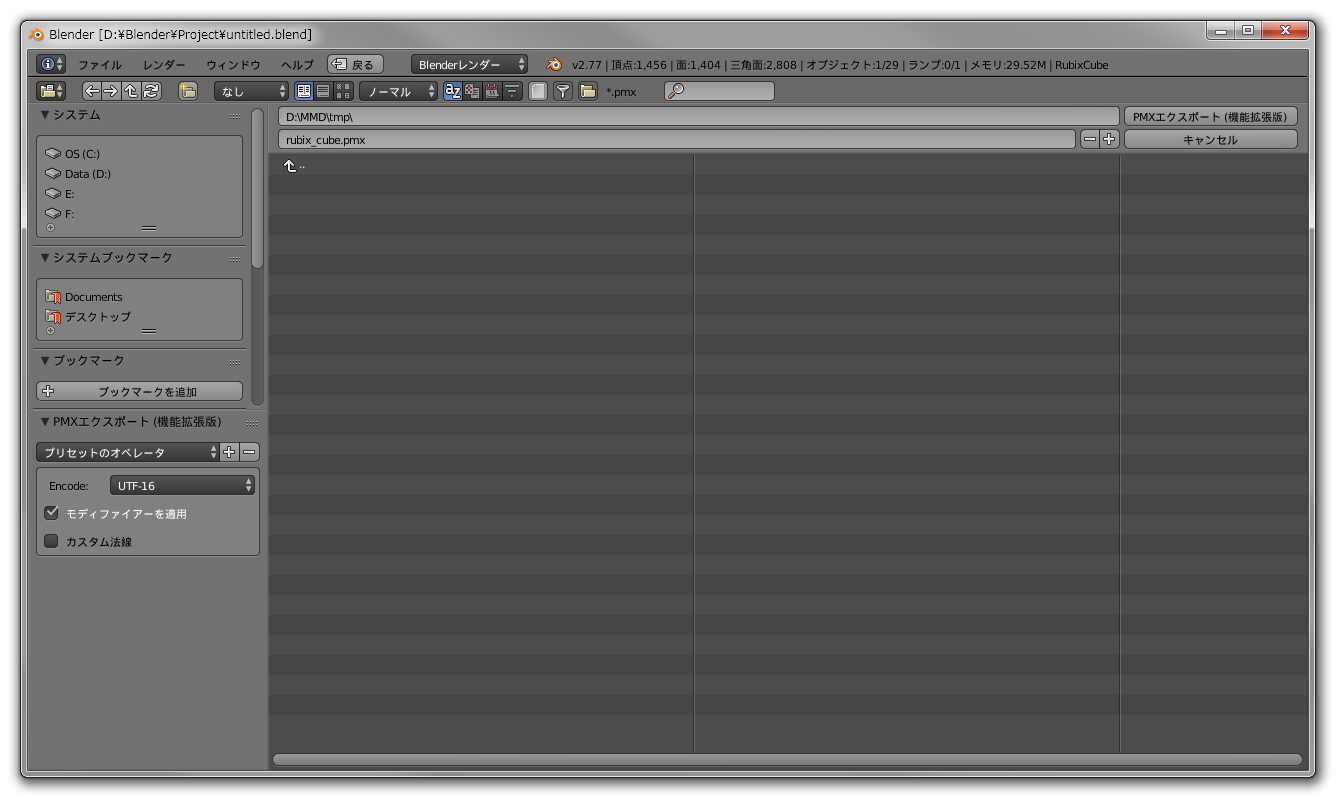 Blender [D:¥Blender¥Project¥untitled.blend]
ファイル レンダー ウィンドウ ヘルプ 戻る Blenderレンダー v2.77 | 頂点:1,456 | 面:1,404 | 三角面:2,808 | オブジェクト:1/29 | ランプ:0/1 | メモリ:29.52M | RubixCube
なし ノーマル *.pmx
システム
OS (C:)
Data (D:)
E:
F:
システムブックマーク
Documents
デスクトップ
ブックマーク
ブックマークを追加
PMXエクスポート (機能拡張版)
プリセットのオペレータ
Encode: UTF-16
モディファイアーを適用
カスタム法線
D:\MMD\tmp\
PMXエクスポート (機能拡張版)
rubix_cube.pmx
キャンセル
..